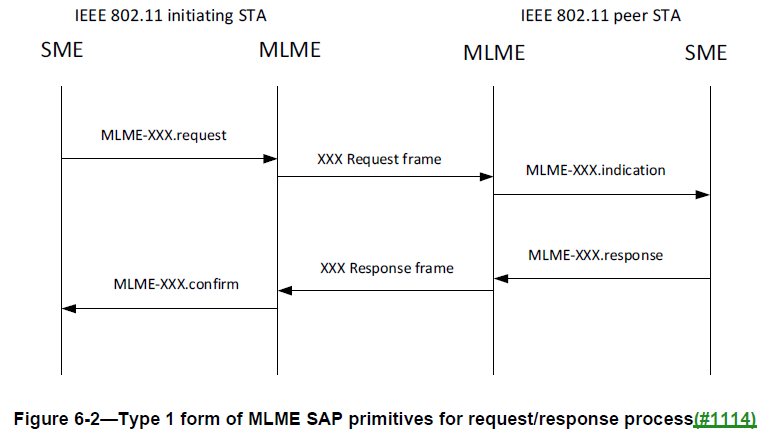 IEEE 802.11 initiating STA
IEEE 802.11 peer STA
SME
MLME
MLME
SME
MLME-XXX.request
XXX Request frame
MLME-XXX.indication
MLME-XXX.response
XXX Response frame
MLME-XXX.confirm
Figure 6-2—Type 1 form of MLME SAP primitives for request/response process(#1114)